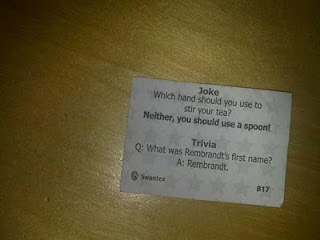 Joke
Which hand should you use to
stir your tea?
Neither, you should use a spoon!
Trivia
Q: What was Rembrandt's first name?
A: Rembrandt.
Swantex
B17